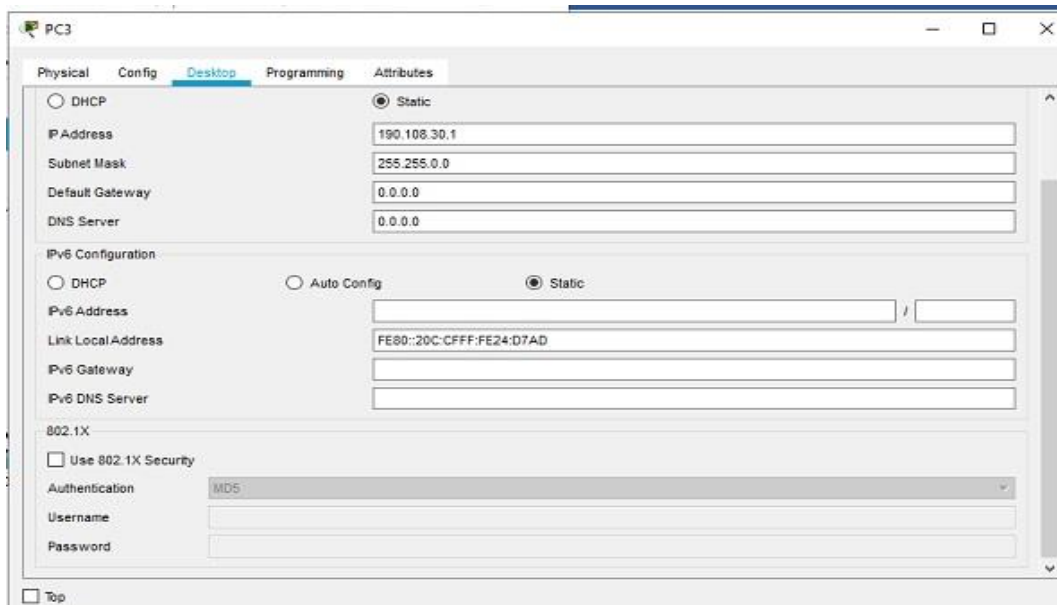 PC3
Physical Config Desktop Programming Attributes
DHCP Static
IP Address 190.108.30.1
Subnet Mask 255.255.0.0
Default Gateway 0.0.0.0
DNS Server 0.0.0.0
IPv6 Configuration
DHCP Auto Config Static
IPv6 Address /
Link Local Address FE80::20C:CFFF:FE24:D7AD
IPv6 Gateway
IPv6 DNS Server
802.1X
Use 802.1X Security
Authentication MD5
Username
Password
Top